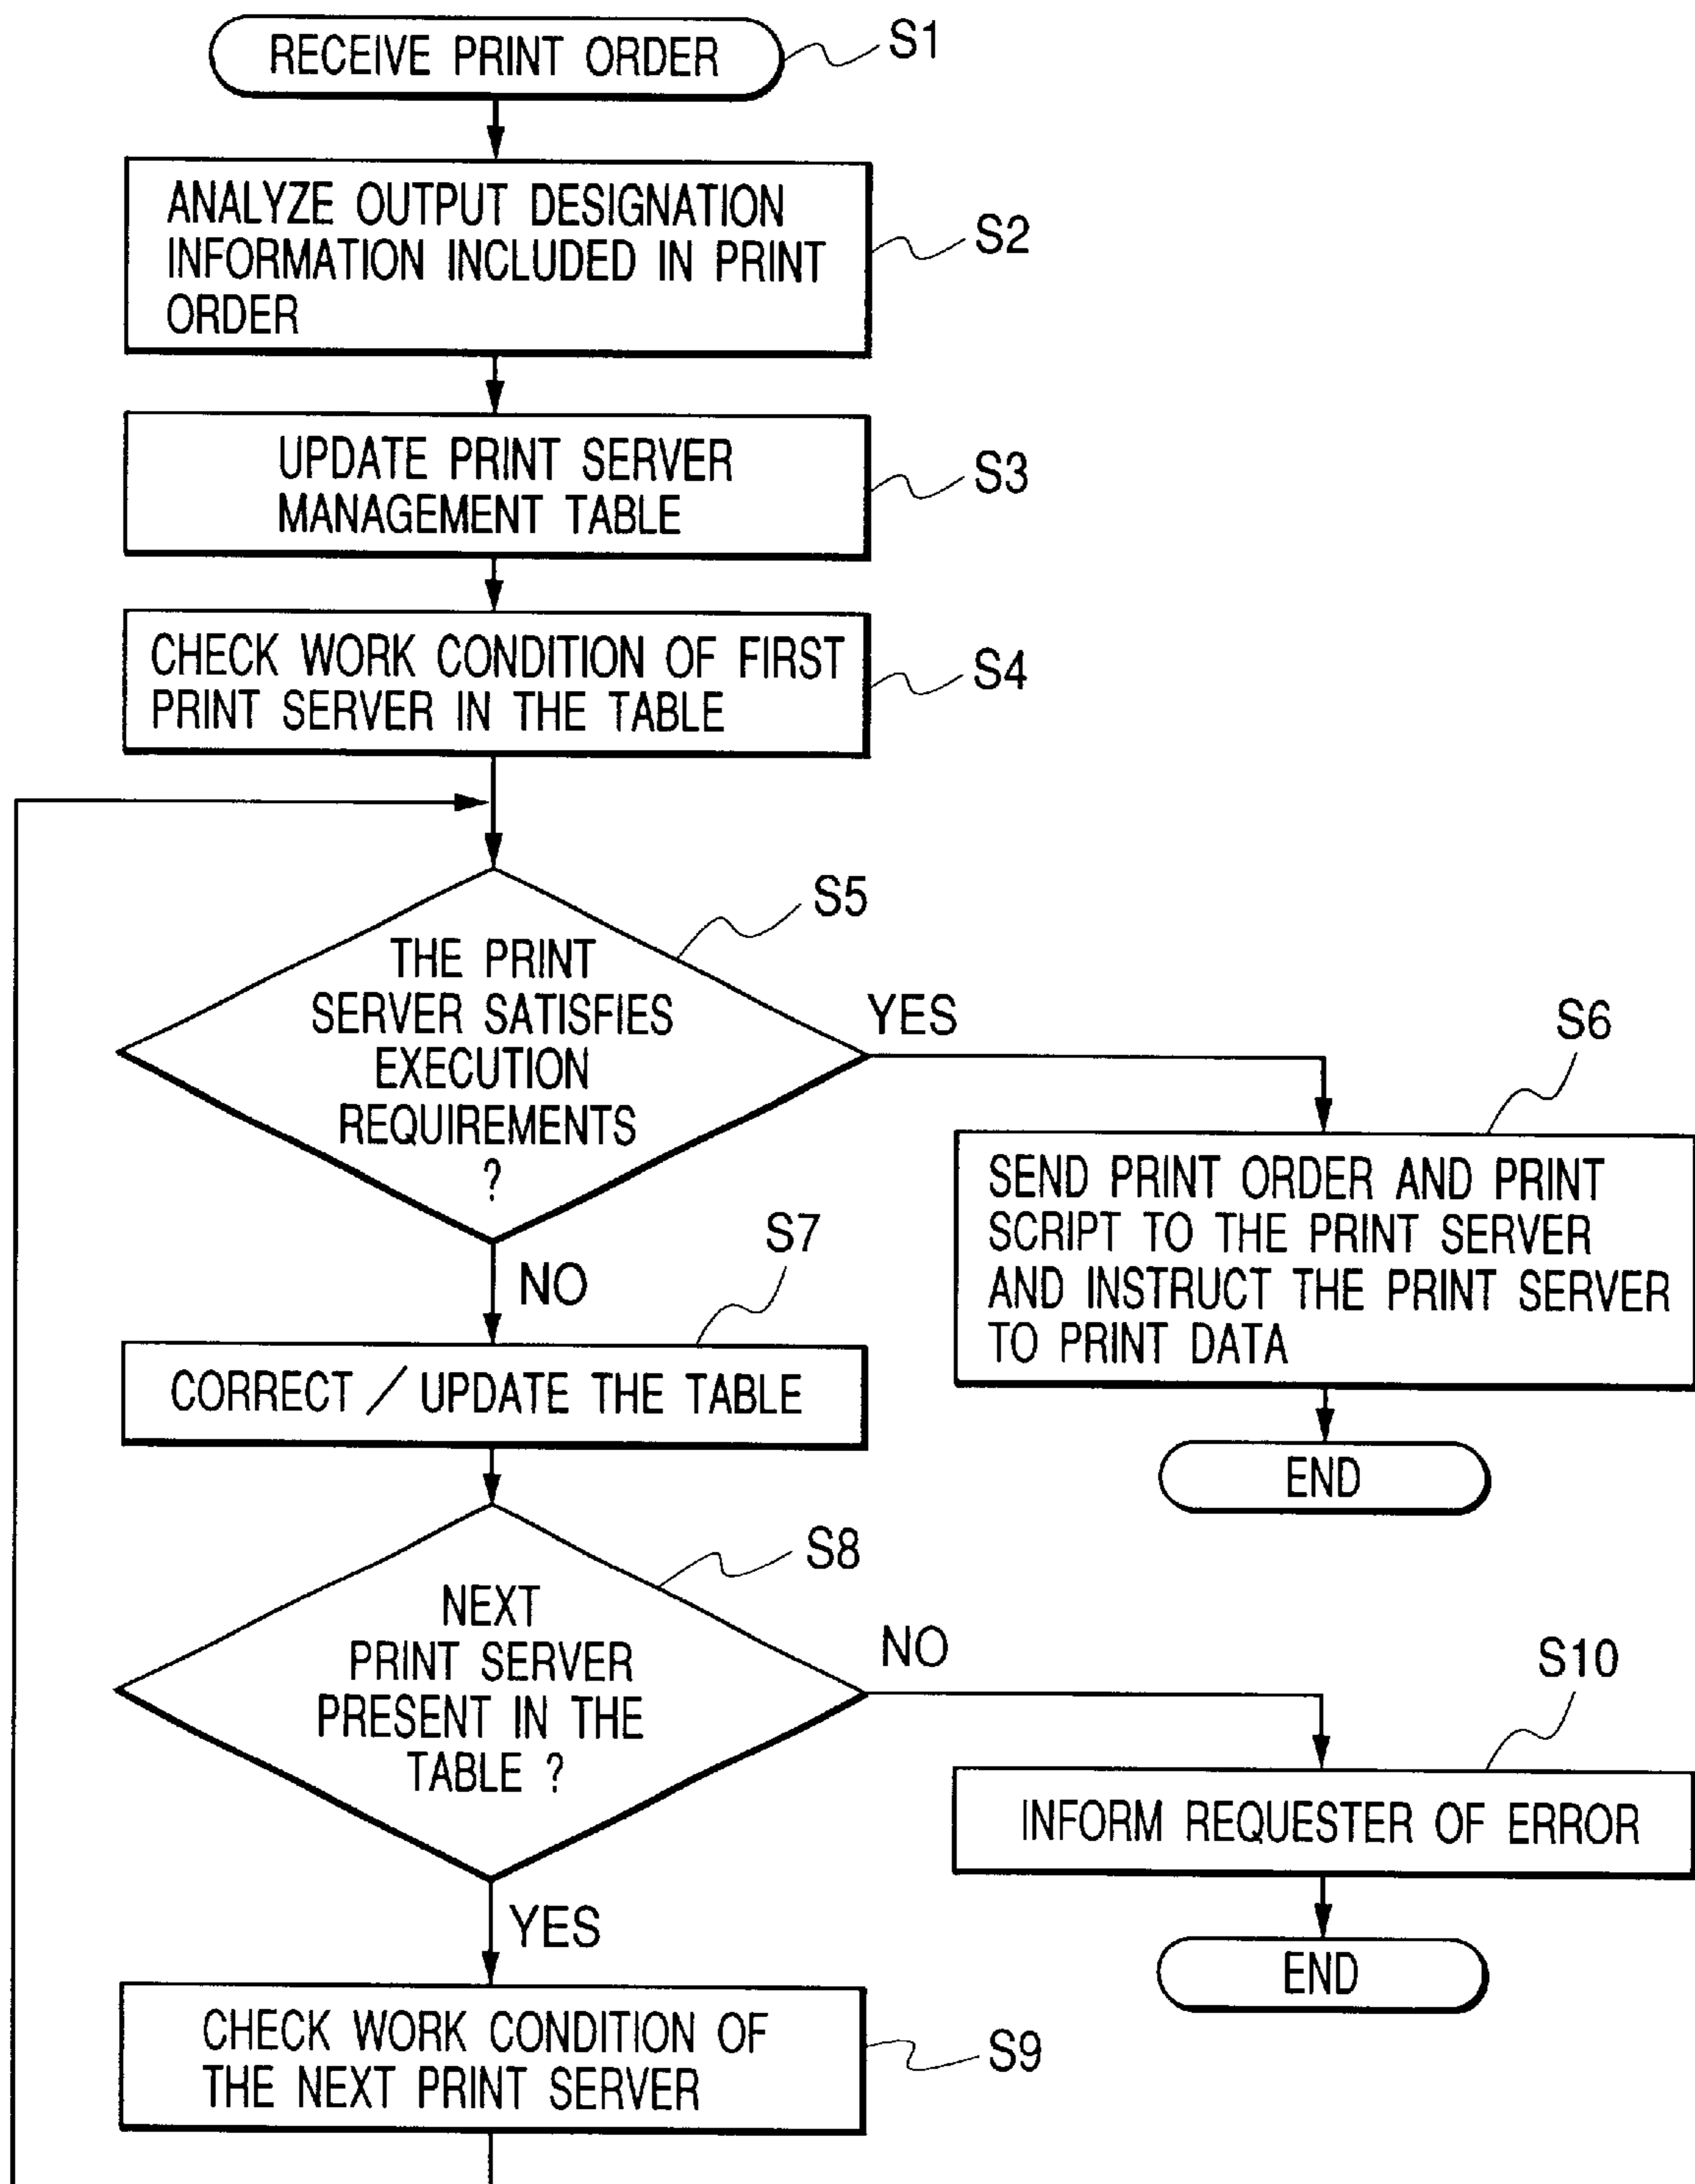 RECEIVE PRINT ORDER
S1
ANALYZE OUTPUT DESIGNATION
INFORMATION INCLUDED IN PRINT
ORDER
S2
UPDATE PRINT SERVER
MANAGEMENT TABLE
S3
CHECK WORK CONDITION OF FIRST
PRINT SERVER IN THE TABLE
S4
S5
THE PRINT
SERVER SATISFIES
EXECUTION
REQUIREMENTS
?
YES
S6
SEND PRINT ORDER AND PRINT
SCRIPT TO THE PRINT SERVER
AND INSTRUCT THE PRINT SERVER
TO PRINT DATA
END
NO
S7
CORRECT / UPDATE THE TABLE
S8
NEXT
PRINT SERVER
PRESENT IN THE
TABLE ?
NO
S10
INFORM REQUESTER OF ERROR
END
YES
CHECK WORK CONDITION OF
THE NEXT PRINT SERVER
S9